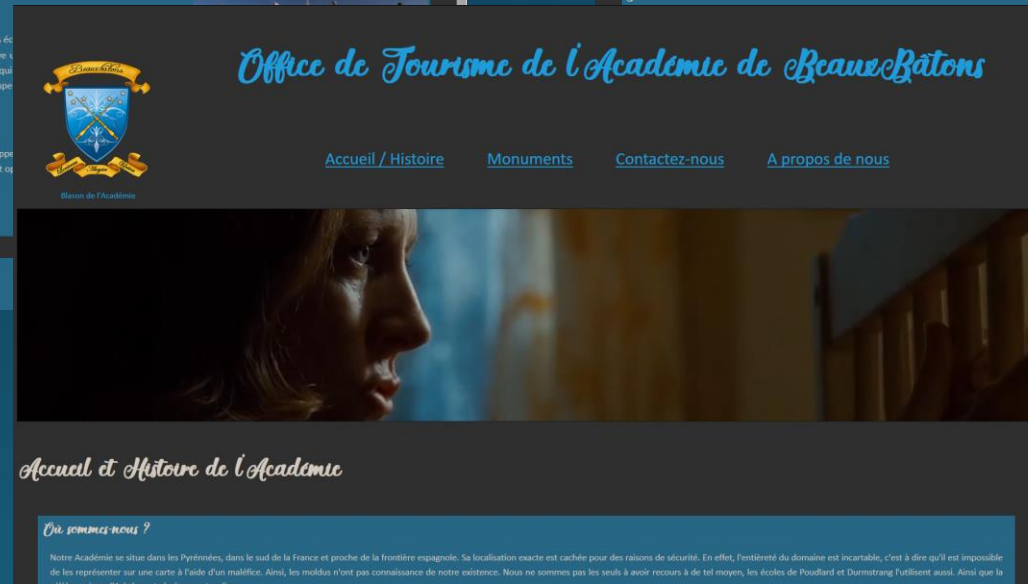 Office de Tourisme de l'Académie de BeauxBâtons
Beauxbatons
Blason de l'Académie
Accueil / Histoire
Monuments
Contactez-nous
A propos de nous
Accueil et Histoire de l'Académie
Où sommes-nous ?
Notre Académie se situe dans les Pyrénnées, dans le sud de la France et proche de la frontière espagnole. Sa localisation exacte est cachée pour des raisons de sécurité. En effet, l'entièreté du domaine est incartable, c'est à dire qu'il est impossible
de les représenter sur une carte à l'aide d'un maléfice. Ainsi, les moldus n'ont pas connaissance de notre existence. Nous ne sommes pas les seuls à avoir recours à de tel moyen, les écoles de Poudlard et Durmstrang l'utilisent aussi. Ainsi que la